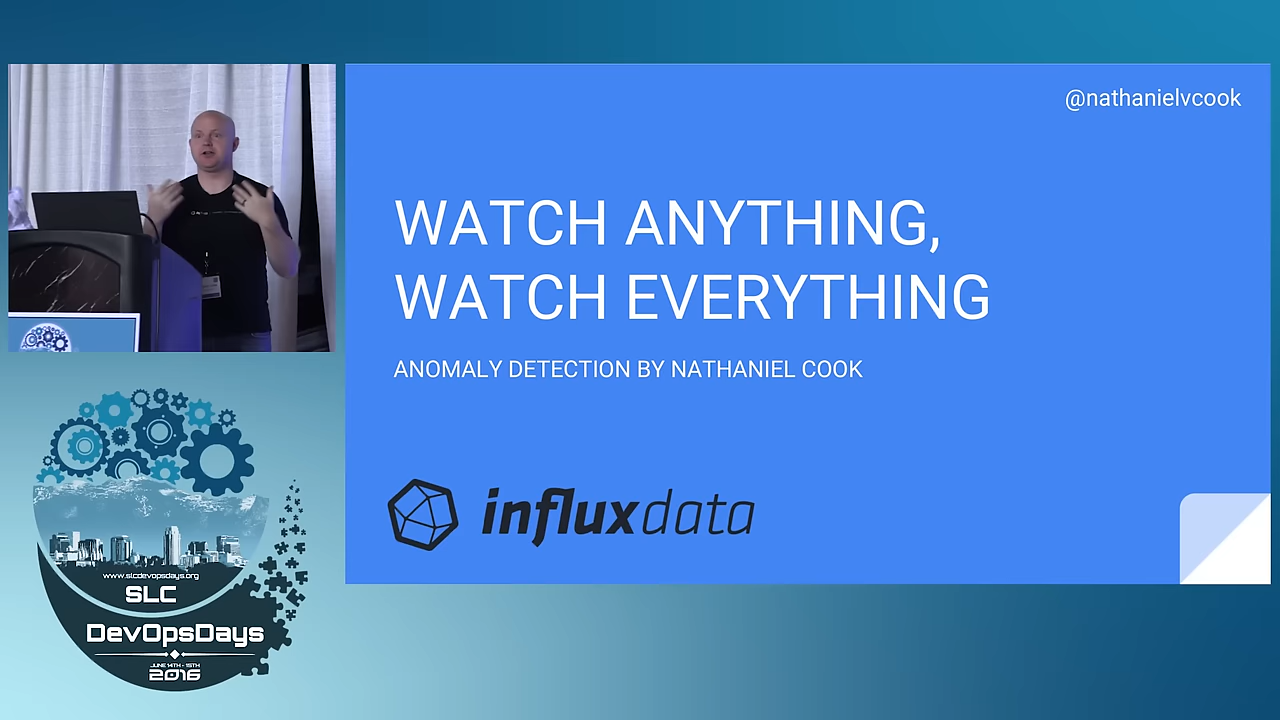 @nathanielvcook
WATCH ANYTHING,
WATCH EVERYTHING
ANOMALY DETECTION BY NATHANIEL COOK
influxdata
www.slcdevopsdays.org
SLC
DevOpsDays
JUNE 14TH - 15TH
2016